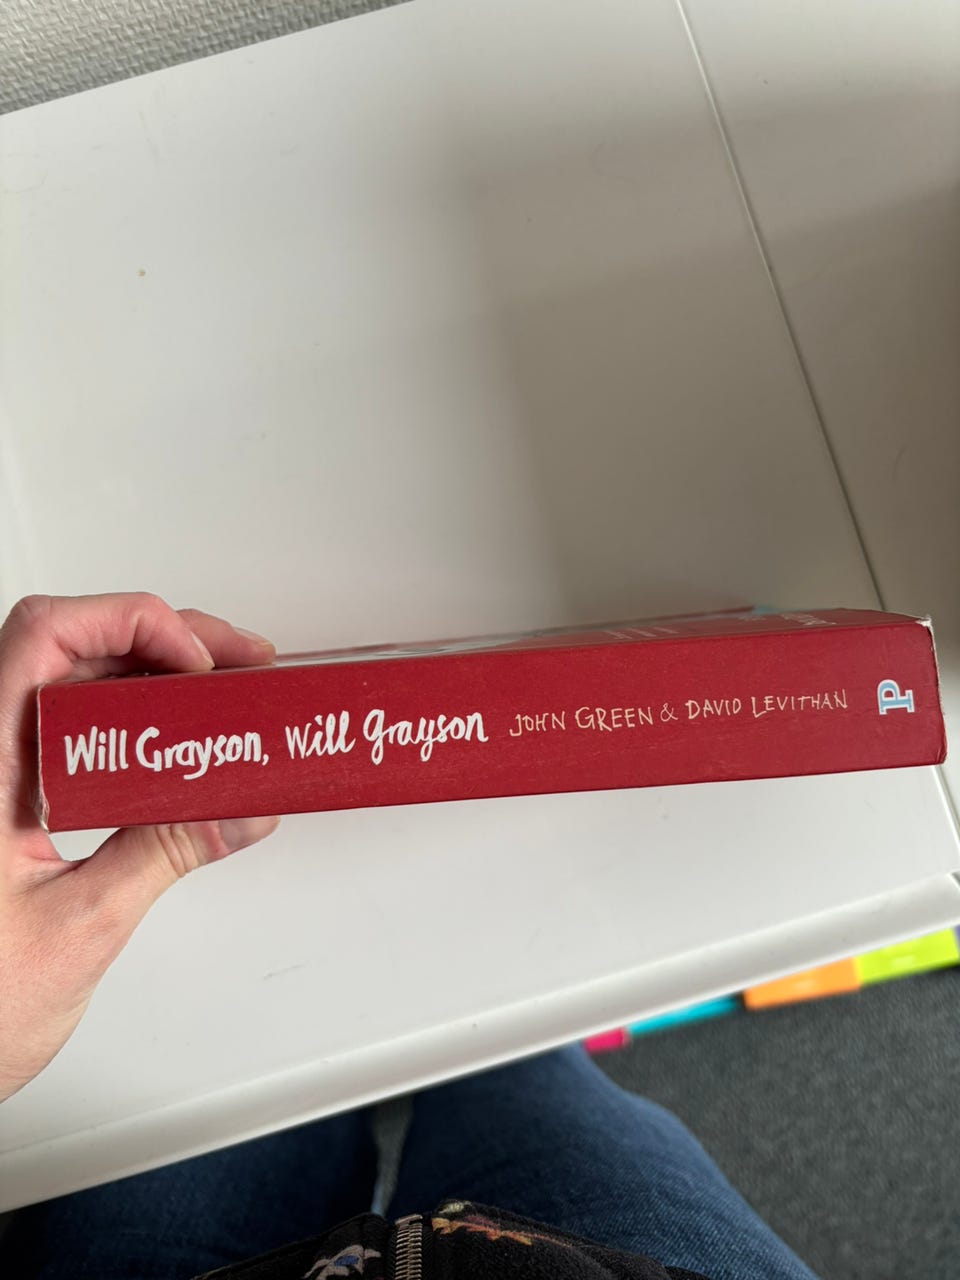 Will Grayson, Will grayson JOHN GREEN & DAVID LEVITHAN P